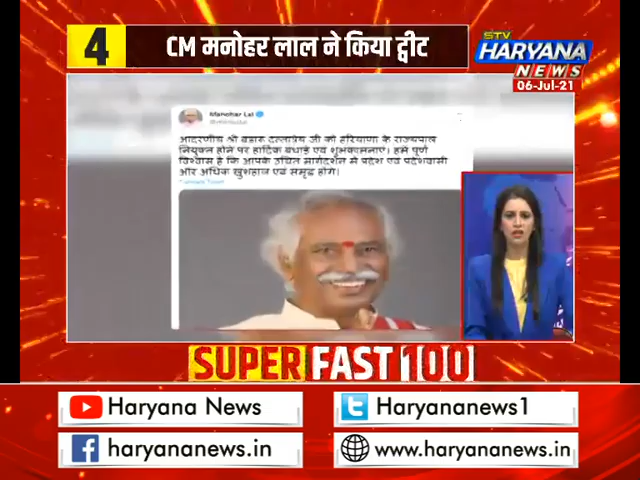 4
CM मनोहर लाल ने किया ट्वीट
STV
HARYANA
NEWS
06-Jul-21
Manohar Lal
आदरणीय श्री बंडारू दत्तात्रेय जी को हरियाणा के राज्यपाल
नियुक्त होने पर हार्दिक बधाई एवं शुभकामनाएं। हमें पूर्ण
विश्वास है कि आपके उचित मार्गदर्शन में प्रदेश एवं प्रदेशवासी
और अधिक खुशहाल एवं समृद्ध होंगे।
SUPER FAST 100
Haryana News
Haryananews1
haryananews.in
www.haryananews.in